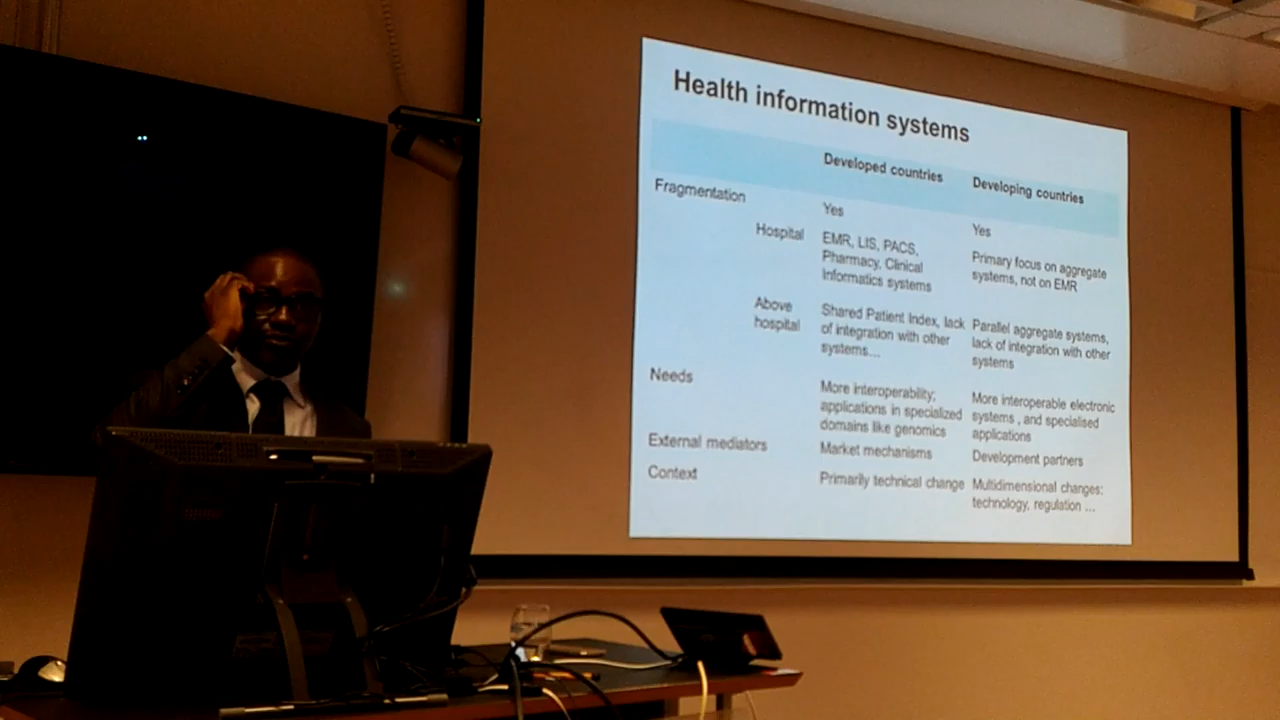 Health information systems
Developed countries
Developing countries
Fragmentation
Yes
Yes
Hospital
EMR, LIS, PACS,
Pharmacy, Clinical
Informatics systems
Primary focus on aggregate
systems, not on EMR
Above
hospital
Shared Patient Index, lack
of integration with other
systems...
Parallel aggregate systems,
lack of integration with other
systems
Needs
More interoperability;
applications in specialized
domains like genomics
More interoperable electronic
systems , and specialised
applications
External mediators
Market mechanisms
Development partners
Context
Primarily technical change
Multidimensional changes:
technology, regulation ...